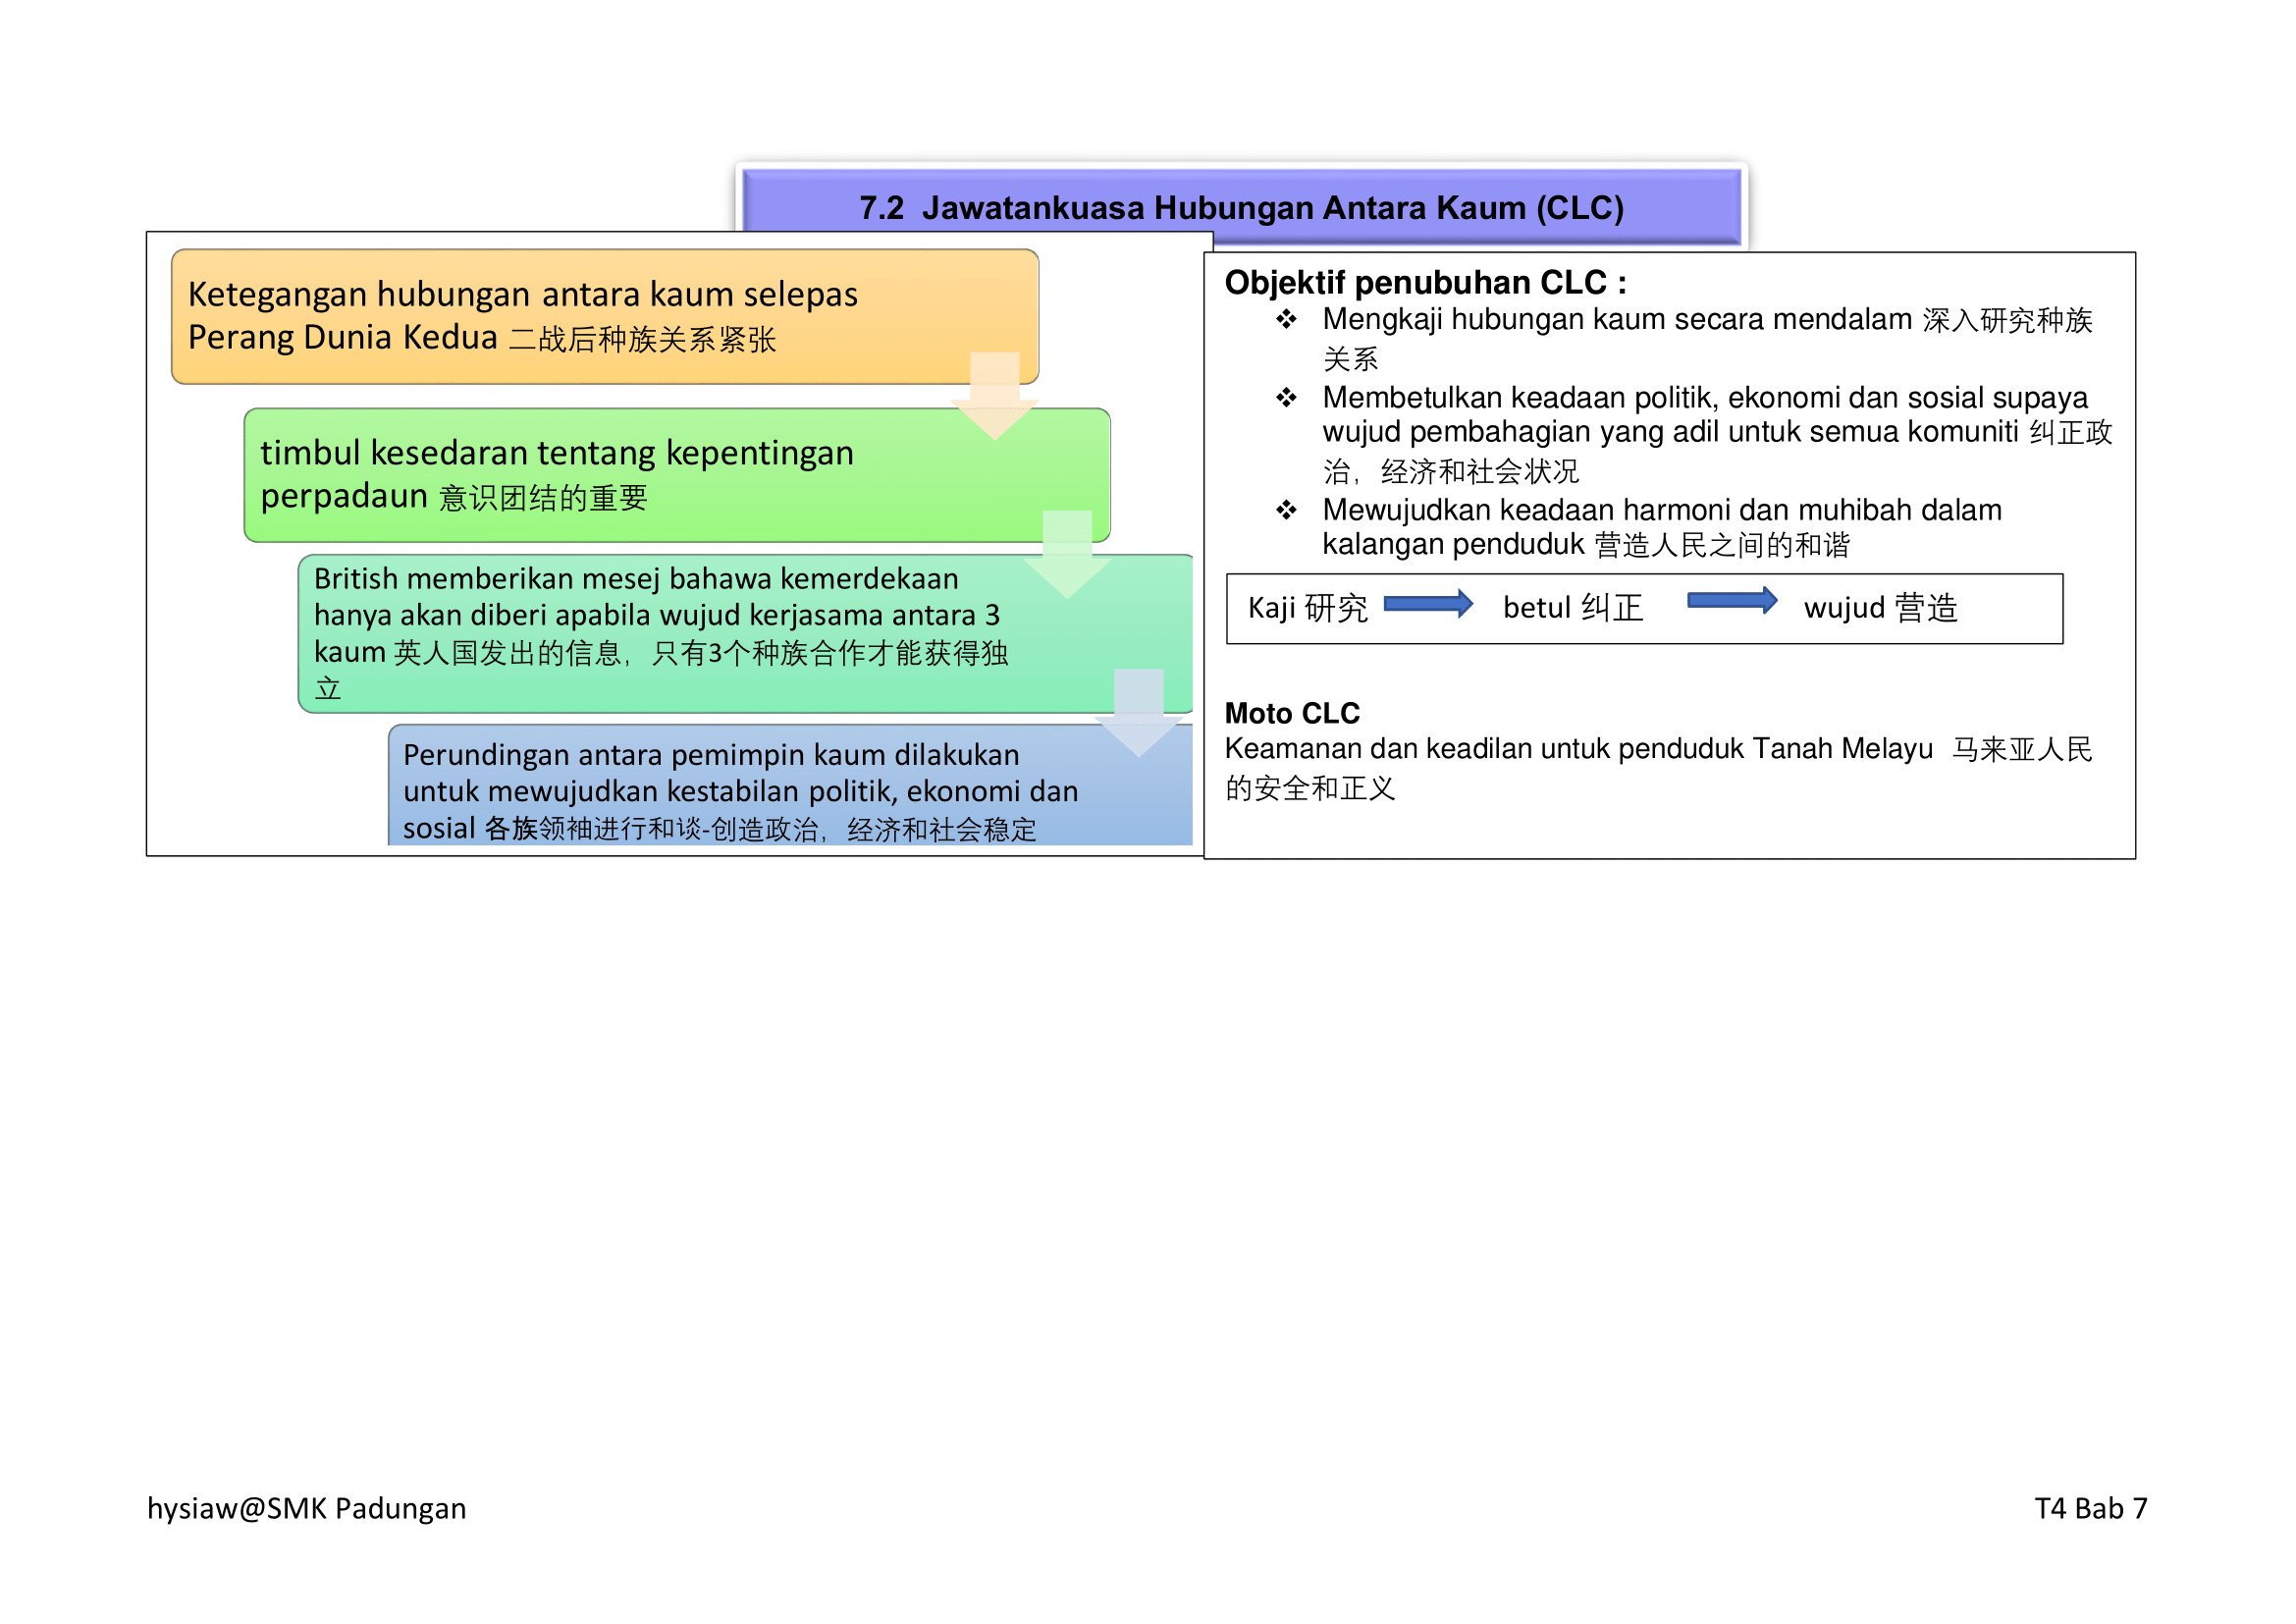 7.2  Jawatankuasa Hubungan Antara Kaum (CLC)
Ketegangan hubungan antara kaum selepas
Perang Dunia Kedua 二战后种族关系紧张
timbul kesedaran tentang kepentingan
perpadaun 意识团结的重要
British memberikan mesej bahawa kemerdekaan
hanya akan diberi apabila wujud kerjasama antara 3
kaum 英人国发出的信息，只有3个种族合作才能获得独
立
Perundingan antara pemimpin kaum dilakukan
untuk mewujudkan kestabilan politik, ekonomi dan
sosial 各族领袖进行和谈-创造政治，经济和社会稳定
Objektif penubuhan CLC :
❖ Mengkaji hubungan kaum secara mendalam 深入研究种族
关系
❖ Membetulkan keadaan politik, ekonomi dan sosial supaya
wujud pembahagian yang adil untuk semua komuniti 纠正政
治，经济和社会状况
❖ Mewujudkan keadaan harmoni dan muhibah dalam
kalangan penduduk 营造人民之间的和谐
Kaji 研究 betul 纠正 wujud 营造
Moto CLC
Keamanan dan keadilan untuk penduduk Tanah Melayu 马来亚人民
的安全和正义
hysiaw@SMK Padungan
T4 Bab 7